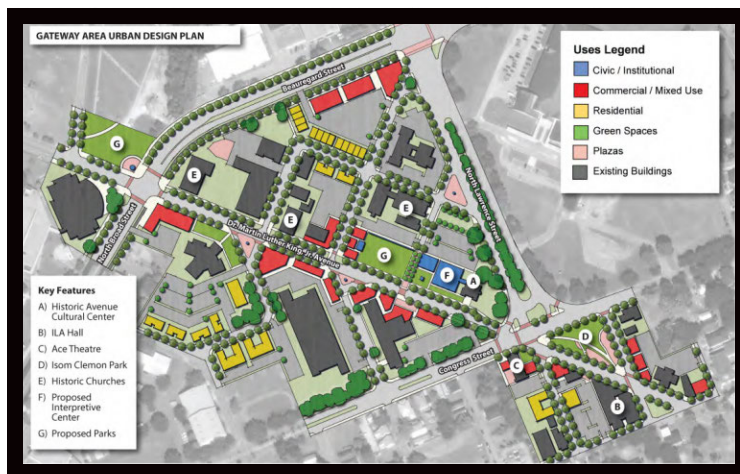 GATEWAY AREA URBAN DESIGN PLAN
Uses Legend
Civic / Institutional
Commercial / Mixed Use
Residential
Green Spaces
Plazas
Existing Buildings
Beauregard Street
North Lawrence Street
North Broad Street
Dr. Martin Luther King, Jr. Avenue
Congress Street
G
E
E
E
G
F
A
D
C
B
Key Features
A) Historic Avenue
Cultural Center
B) ILA Hall
C) Ace Theatre
D) Isom Clemon Park
E) Historic Churches
F) Proposed
Interpretive
Center
G) Proposed Parks